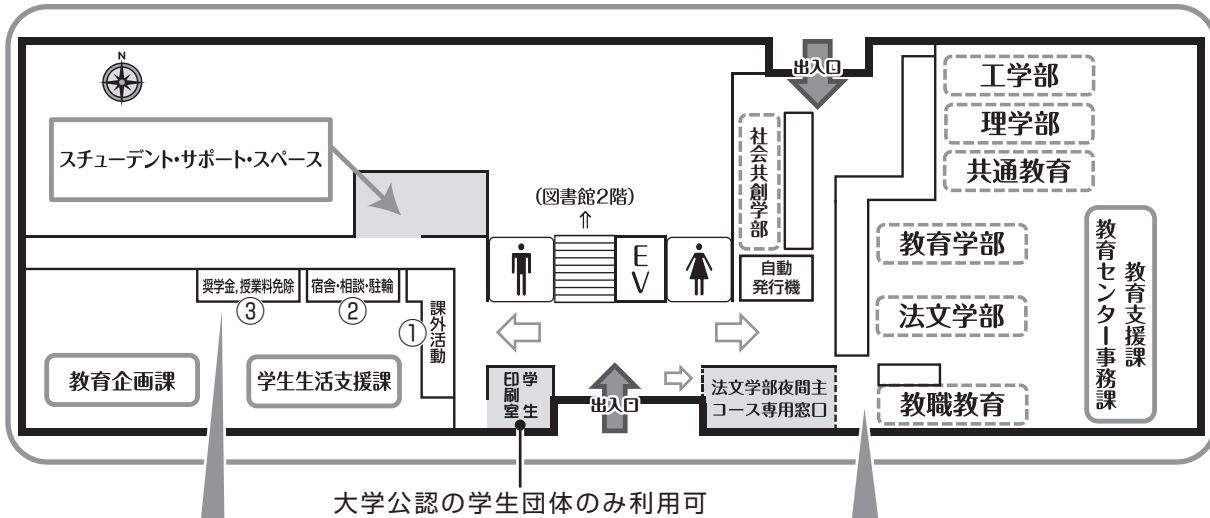 N
出入口
工学部
理学部
共通教育
スチューデント・サポート・スペース
社会共創学部
(図書館2階)
⇑
EV
自動
発行機
教育学部
法文学部
教育支援課
教育センター事務課
奨学金,授業料免除
③
宿舎・相談・駐輪
②
①
課外活動
教育企画課
学生生活支援課
学生
印刷室
出入口
法文学部夜間主
コース専用窓口
教職教育
大学公認の学生団体のみ利用可